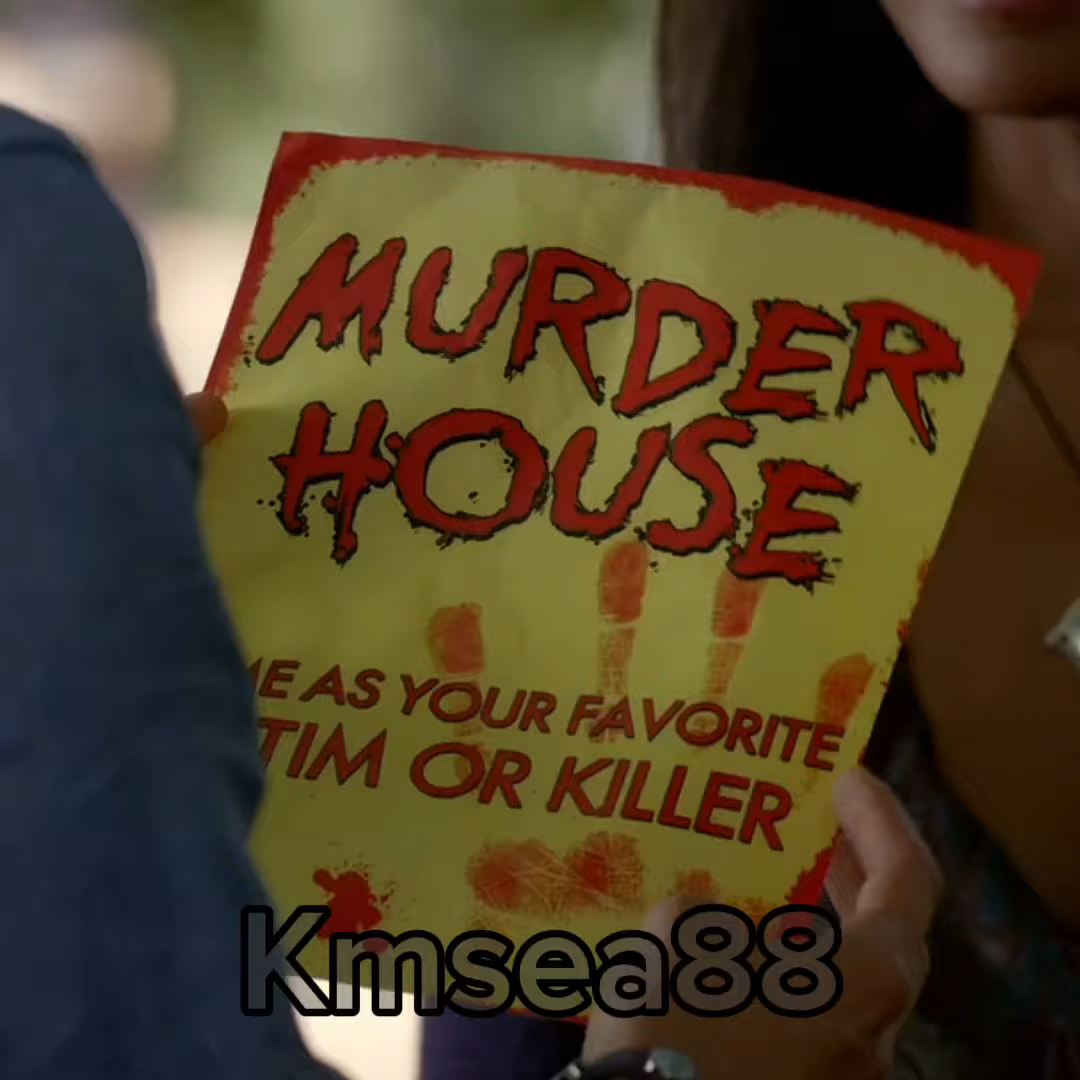 MURDER
HOUSE
ME AS YOUR FAVORITE
TIM OR KILLER
Kmsea88